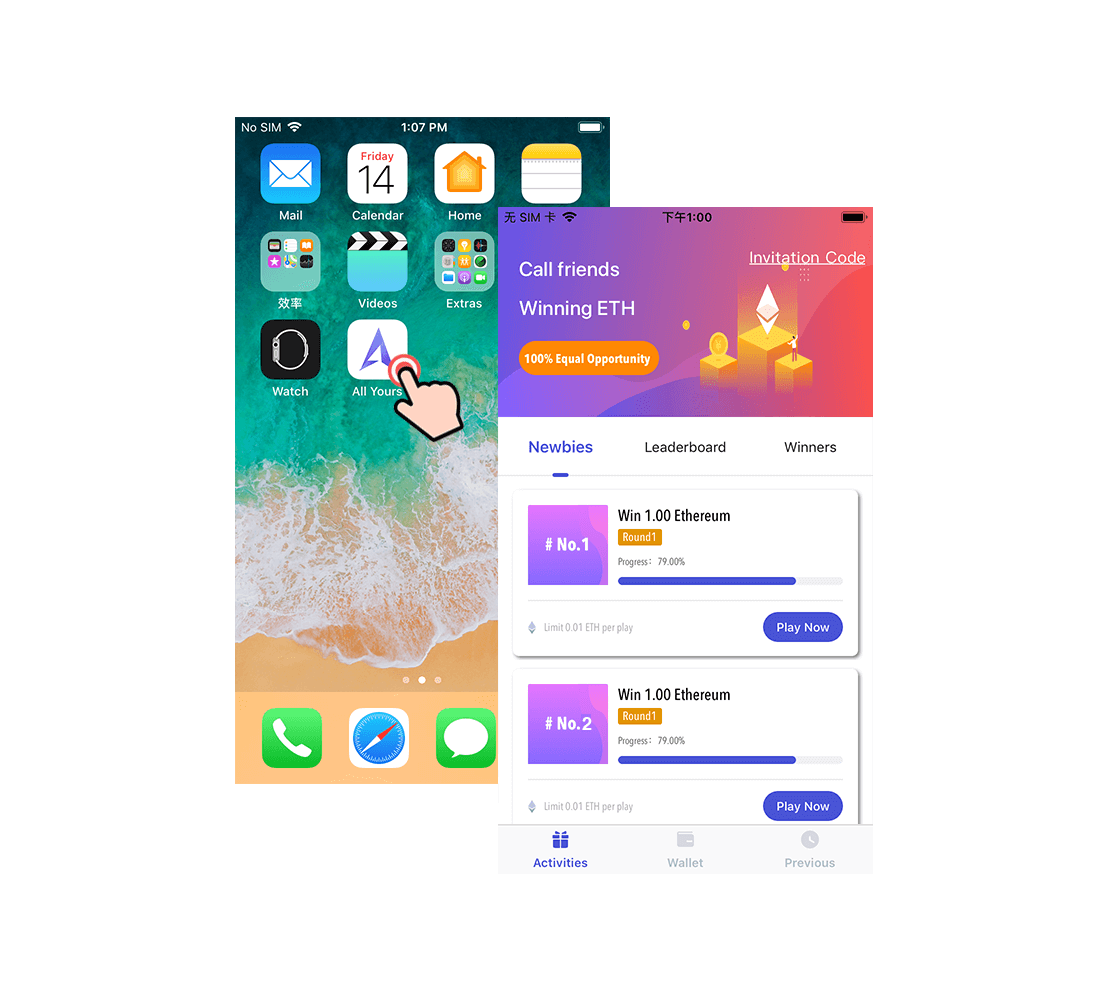 No SIM
1:07 PM
Friday
14
Mail
Calendar
Home
效率
Videos
Extras
Watch
All Yours
无 SIM 卡
下午1:00
Invitation Code
Call friends
Winning ETH
100% Equal Opportunity
Newbies
Leaderboard
Winners
# No.1
Win 1.00 Ethereum
Round1
Progress： 79.00%
Limit 0.01 ETH per play
Play Now
# No.2
Win 1.00 Ethereum
Round1
Progress： 79.00%
Limit 0.01 ETH per play
Play Now
Activities
Wallet
Previous